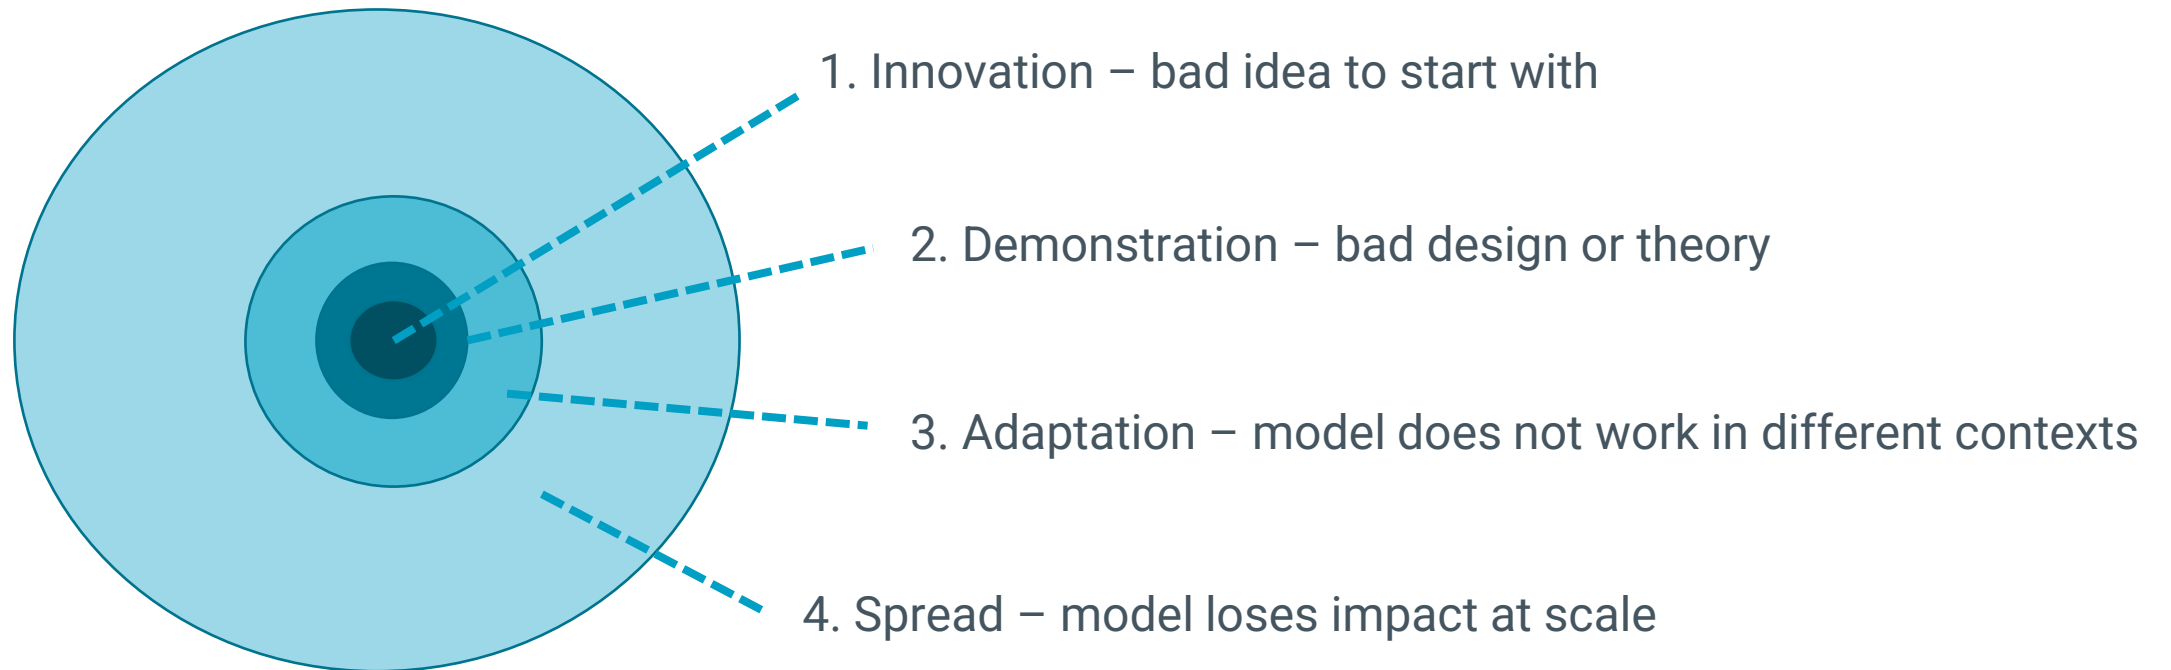 1. Innovation – bad idea to start with
2. Demonstration – bad design or theory
3. Adaptation – model does not work in different contexts
4. Spread – model loses impact at scale